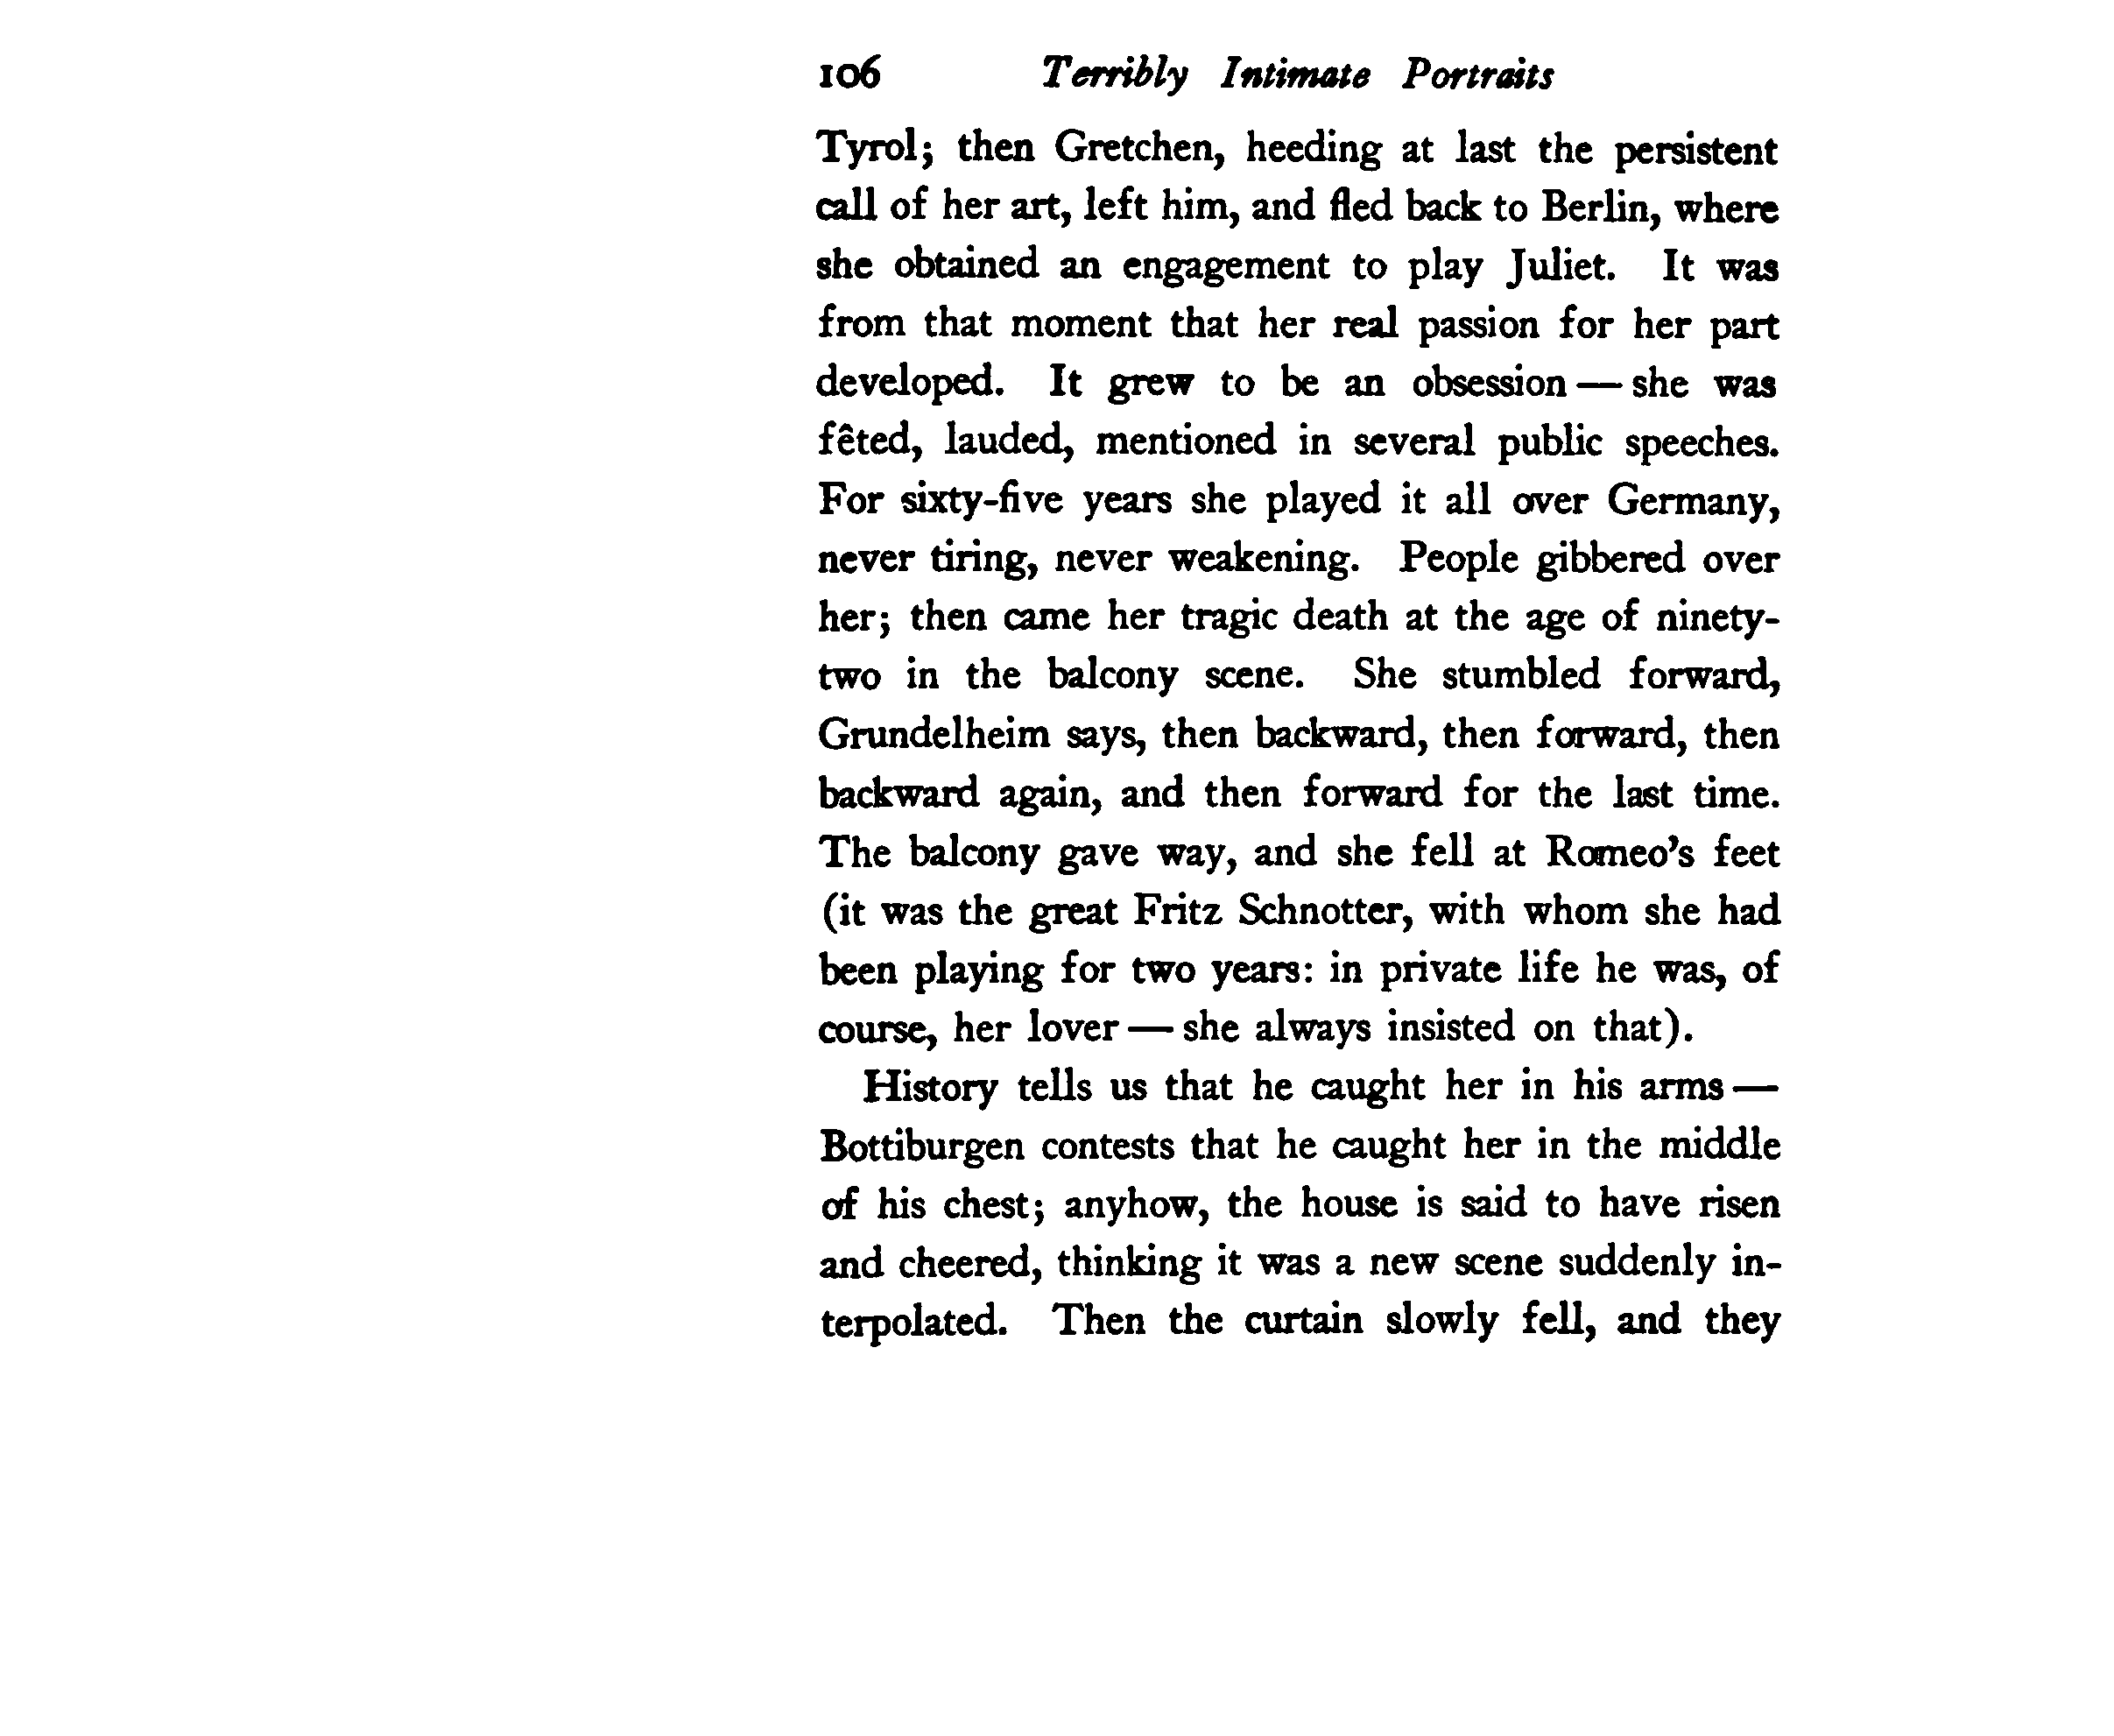 106 Terribly Intimate Portraits
Tyrol; then Gretchen, heeding at last the persistent
call of her art, left him, and fled back to Berlin, where
she obtained an engagement to play Juliet. It was
from that moment that her real passion for her part
developed. It grew to be an obsession — she was
fêted, lauded, mentioned in several public speeches.
For sixty-five years she played it all over Germany,
never tiring, never weakening. People gibbered over
her; then came her tragic death at the age of ninety-
two in the balcony scene. She stumbled forward,
Grundelheim says, then backward, then forward, then
backward again, and then forward for the last time.
The balcony gave way, and she fell at Romeo's feet
(it was the great Fritz Schnotter, with whom she had
been playing for two years: in private life he was, of
course, her lover — she always insisted on that).
History tells us that he caught her in his arms —
Bottiburgen contests that he caught her in the middle
of his chest; anyhow, the house is said to have risen
and cheered, thinking it was a new scene suddenly in-
terpolated. Then the curtain slowly fell, and they